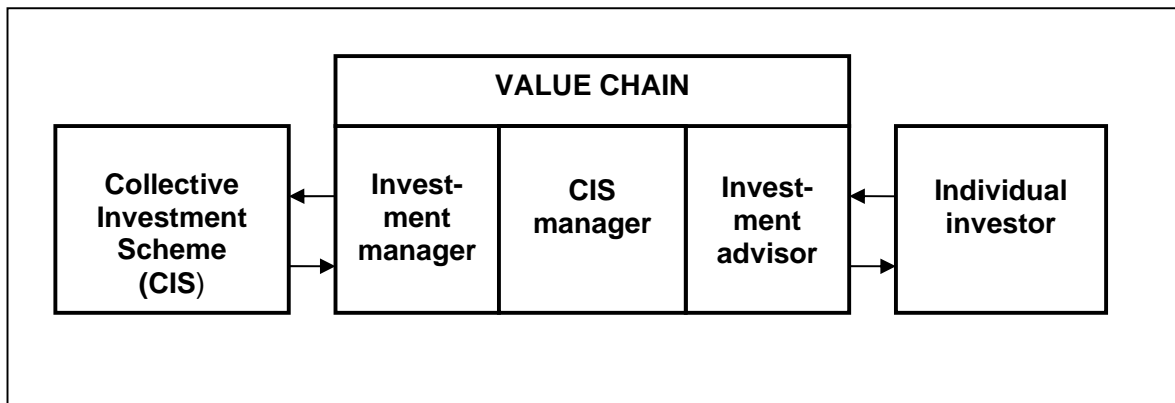 VALUE CHAIN
Collective
Investment
Scheme
(CIS)
Invest-
ment
manager
CIS
manager
Invest-
ment
advisor
Individual
investor